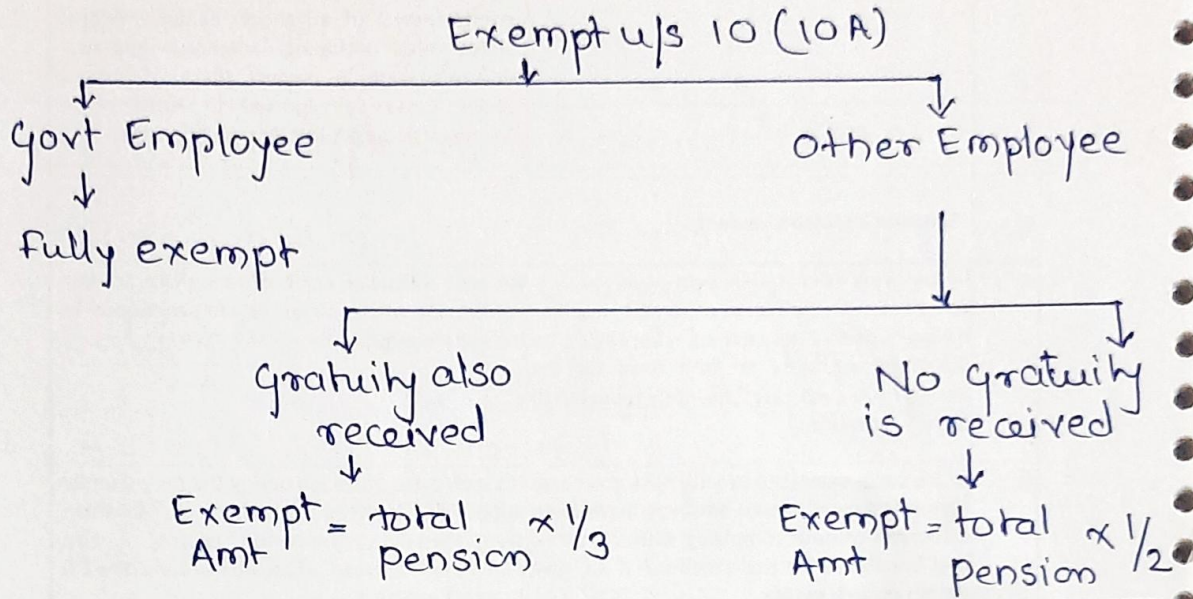 Exempt u/s 10 (10A)
Govt Employee
Other Employee
Fully exempt
Gratuity also
received
No Gratuity
is received
Exempt = total x 1/3
Amt pension
Exempt = total x 1/2
Amt pension